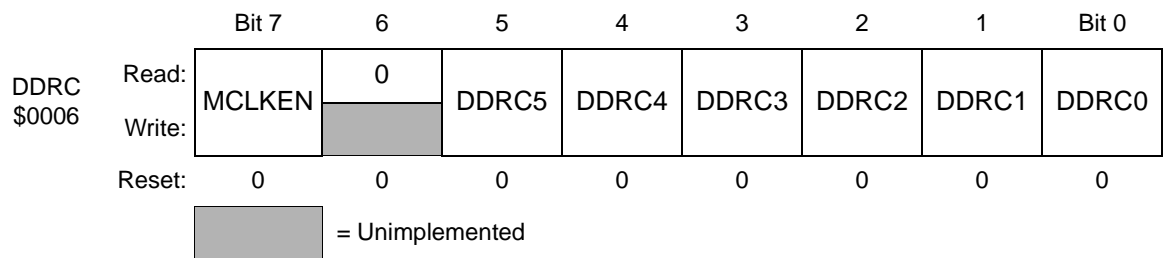 Bit 7 6 5 4 3 2 1 Bit 0
DDRC
$0006
Read: 0
MCLKEN DDRC5 DDRC4 DDRC3 DDRC2 DDRC1 DDRC0
Write:
Reset: 0 0 0 0 0 0 0 0
= Unimplemented